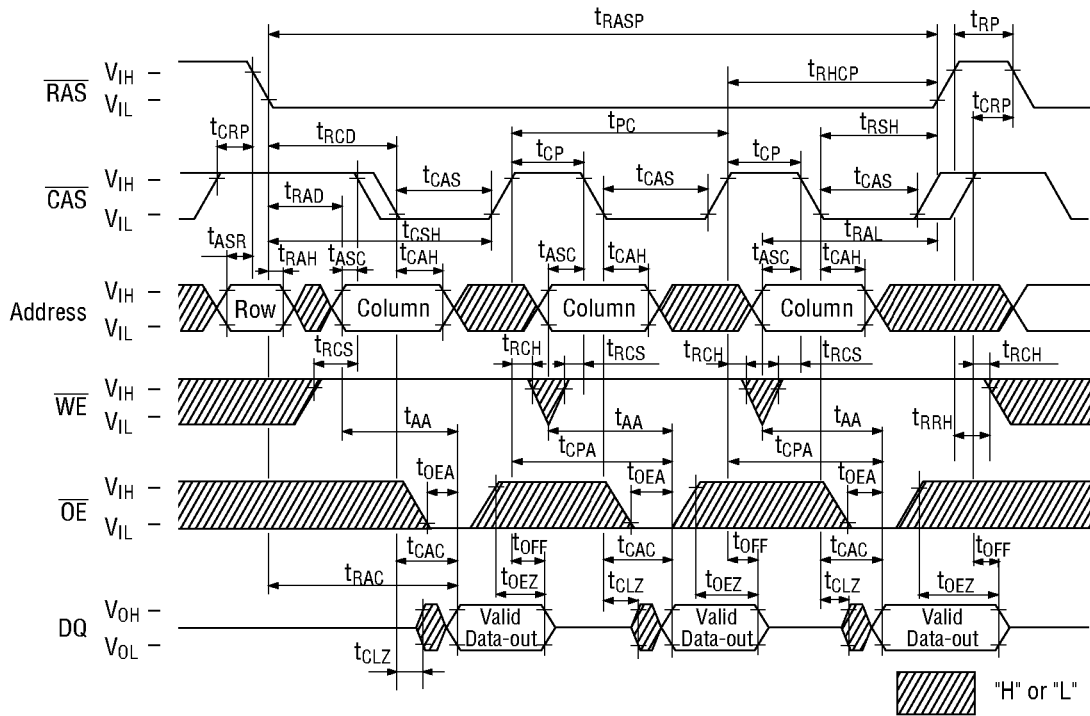 tRASP
tRP
RAS
VIH
VIL
tRHCP
tCRP
tRCD
tPC
tRSH
tCRP
CAS
VIH
VIL
tCP
tCP
tCAS
tCAS
tCAS
tRAD
tCSH
tRAL
tASR
tRAH
tASC
tCAH
tASC
tCAH
tASC
tCAH
Address
VIH
VIL
Row
Column
Column
Column
tRCS
tRCH
tRCS
tRCH
tRCS
tRCH
WE
VIH
VIL
tAA
tAA
tAA
tRRH
tCPA
tCPA
tOEA
tOEA
tOEA
OE
VIH
VIL
tCAC
tOFF
tCAC
tOFF
tCAC
tOFF
tRAC
tOEZ
tCLZ
tOEZ
tCLZ
tOEZ
DQ
VOH
VOL
Valid
Data-out
Valid
Data-out
Valid
Data-out
tCLZ
"H" or "L"